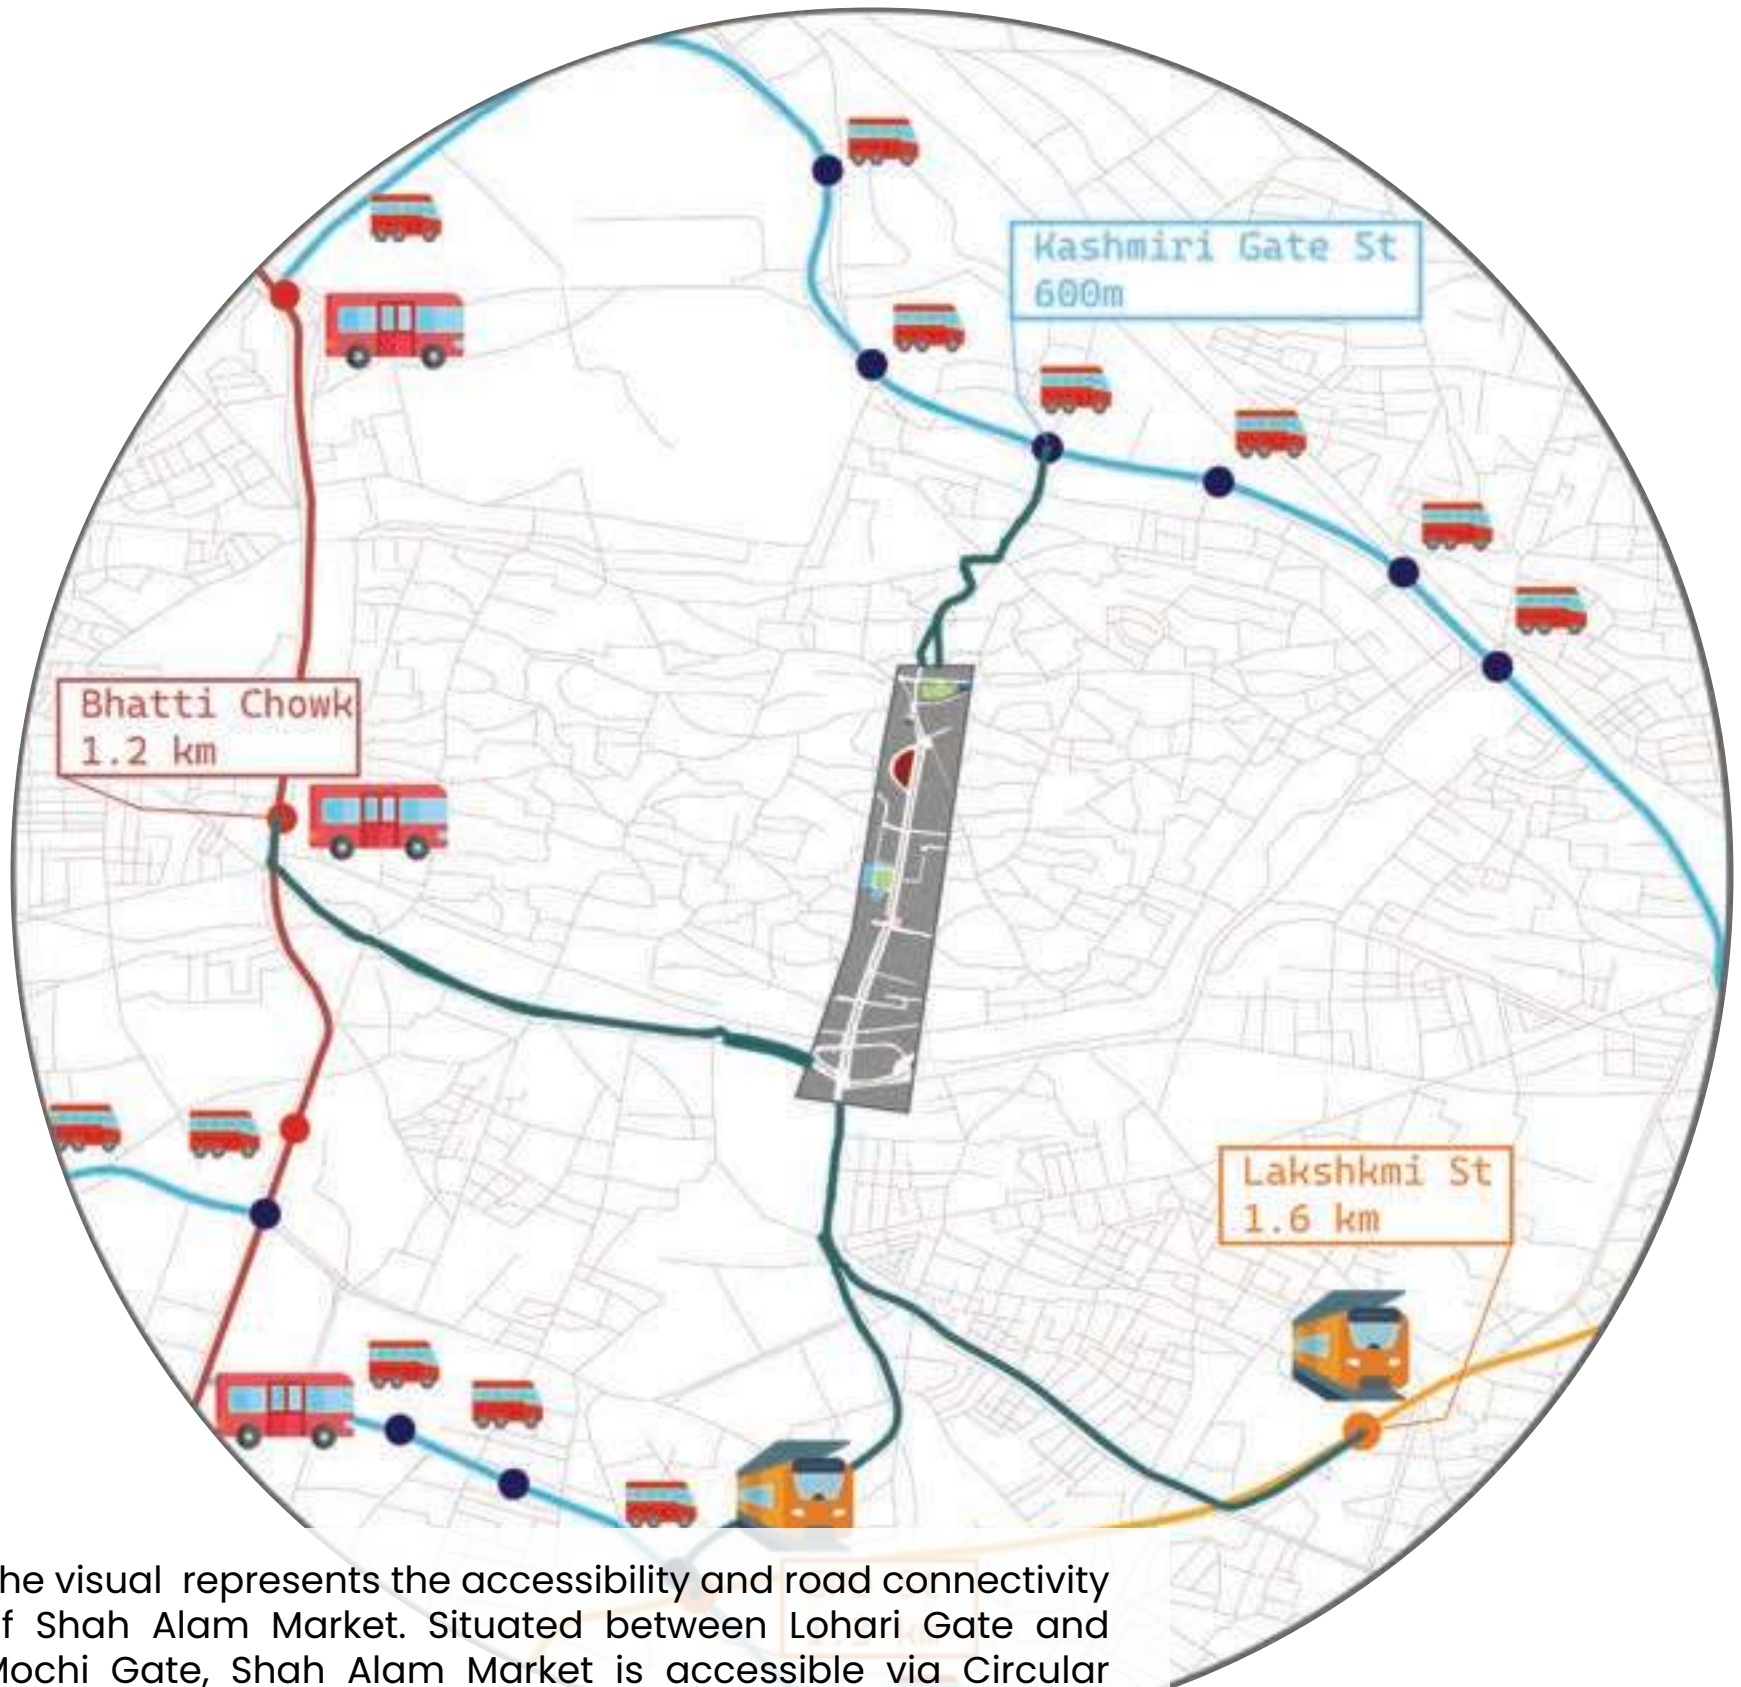 Kashmiri Gate St
600m
Bhatti Chowk
1.2 km
Lakshkmi St
1.6 km
he visual represents the accessibility and road connectivity
f Shah Alam Market. Situated between Lohari Gate and
Mochi Gate, Shah Alam Market is accessible via Circular